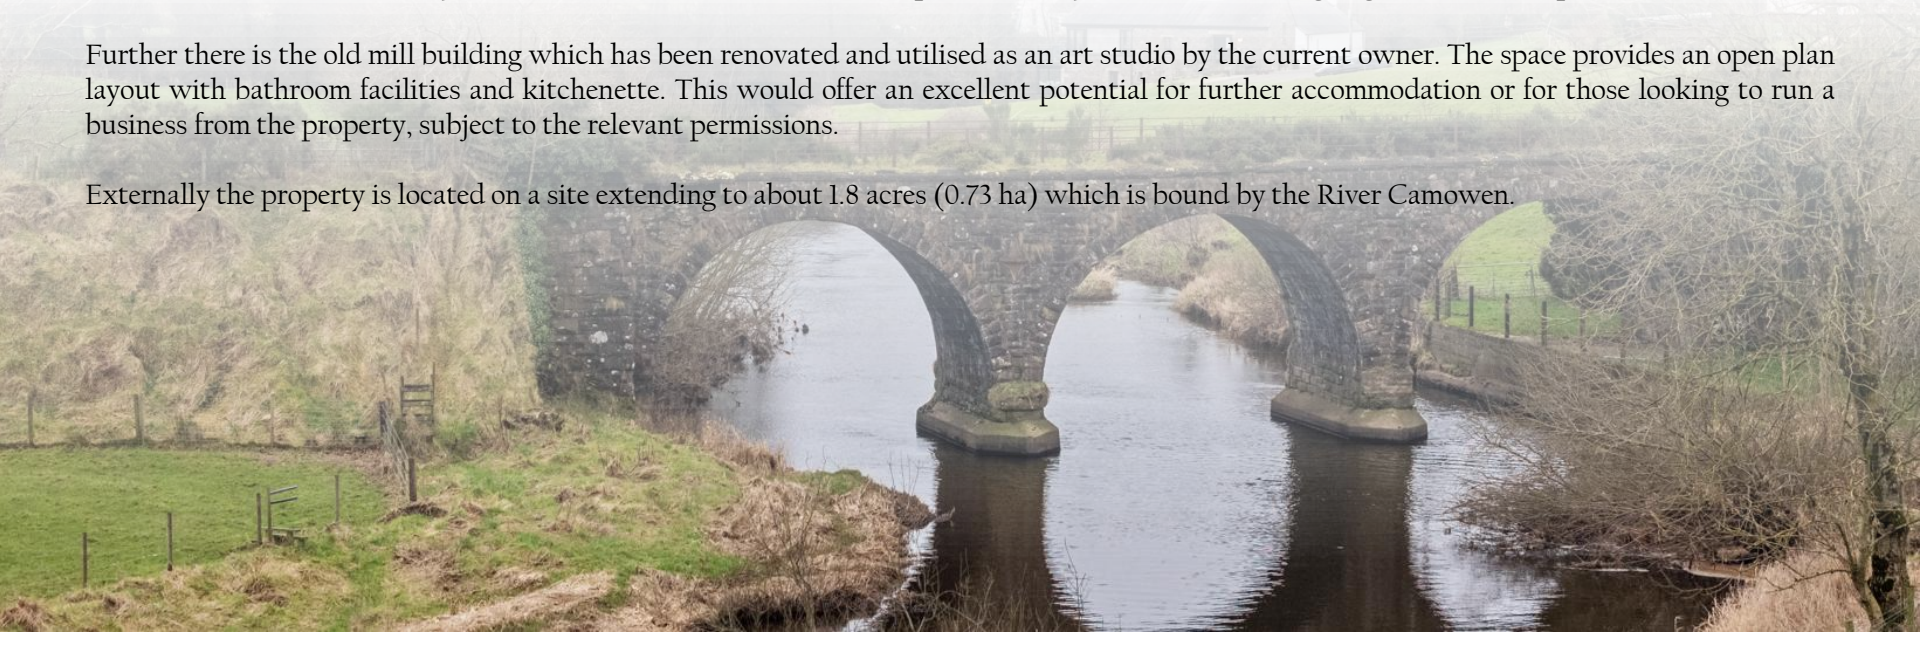 Further there is the old mill building which has been renovated and utilised as an art studio by the current owner. The space provides an open plan
layout with bathroom facilities and kitchenette. This would offer an excellent potential for further accommodation or for those looking to run a
business from the property, subject to the relevant permissions.
Externally the property is located on a site extending to about 1.8 acres (0.73 ha) which is bound by the River Camowen.